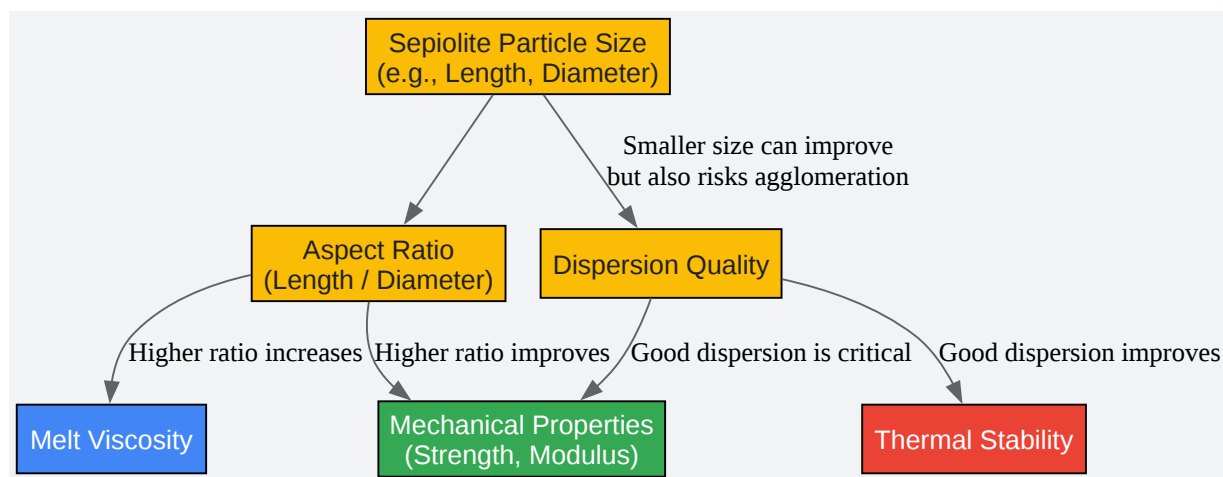 Sepiolite Particle Size
(e.g., Length, Diameter)
Smaller size can improve
but also risks agglomeration
Aspect Ratio
(Length / Diameter)
Dispersion Quality
Higher ratio increases
Higher ratio improves
Good dispersion is critical
Good dispersion improves
Melt Viscosity
Mechanical Properties
(Strength, Modulus)
Thermal Stability